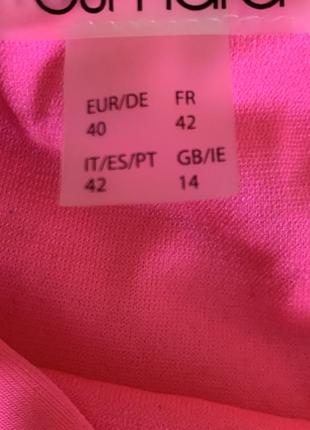 EUR/DE FR
40 42
IT/ES/PT GB/IE
42 14